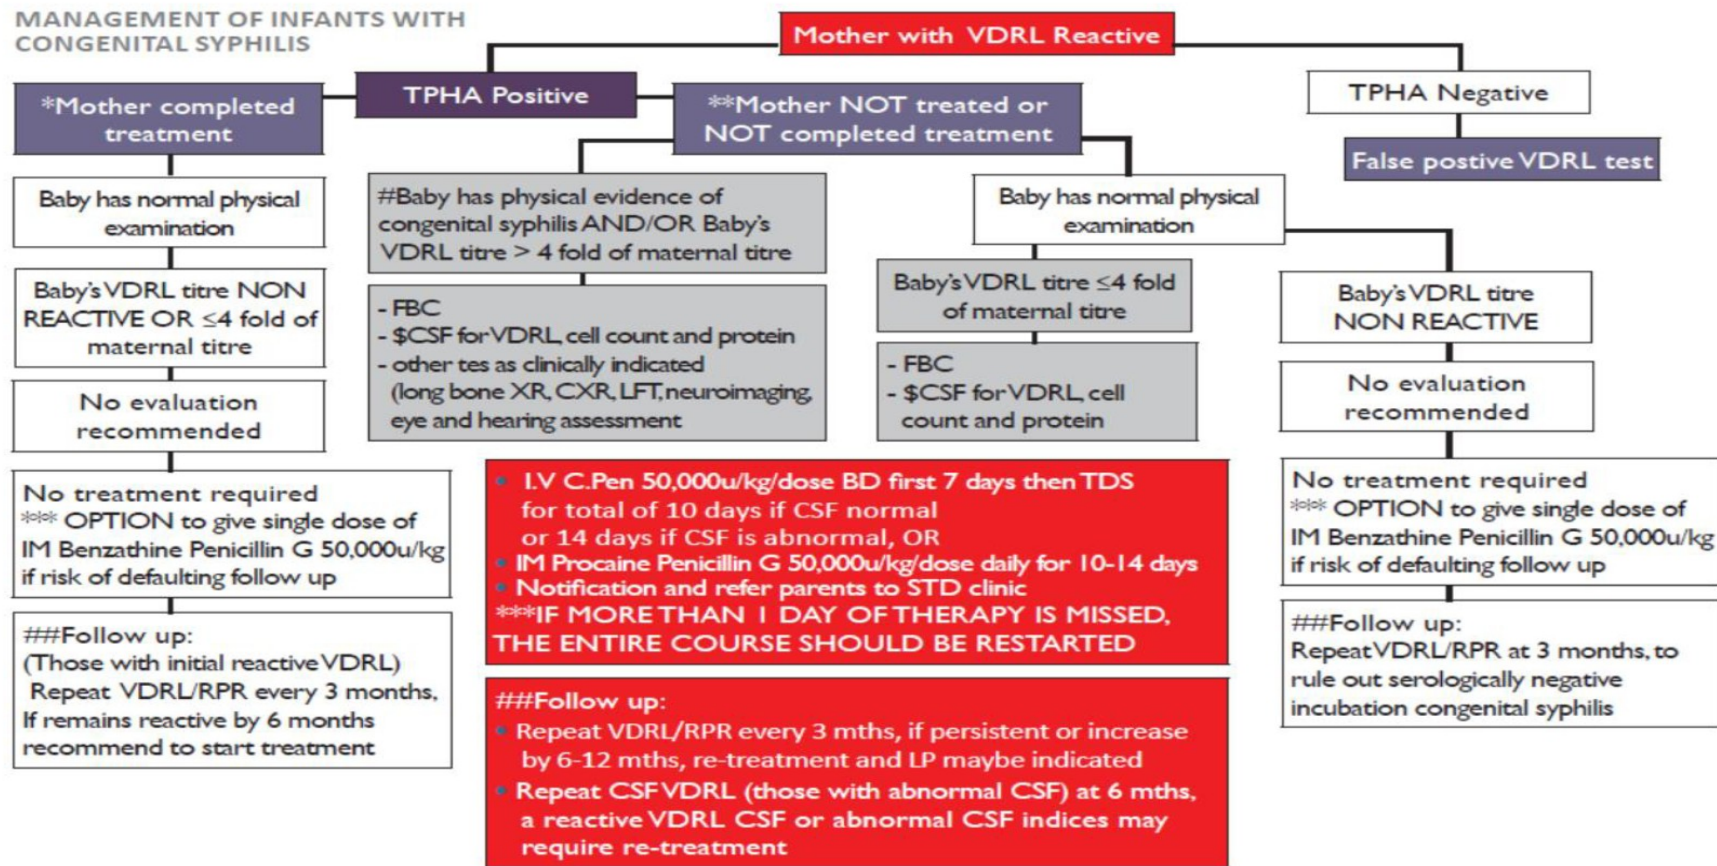 MANAGEMENT OF INFANTS WITH
CONGENITAL SYPHILIS
Mother with VDRL Reactive
TPHA Positive
TPHA Negative
False postive VDRL test
*Mother completed
treatment
Baby has normal physical
examination
Baby's VDRL titre NON
REACTIVE OR ≤4 fold of
maternal titre
No evaluation
recommended
No treatment required
*** OPTION to give single dose of
IM Benzathine Penicillin G 50,000u/kg
if risk of defaulting follow up
##Follow up:
(Those with initial reactive VDRL)
Repeat VDRL/RPR every 3 months,
If remains reactive by 6 months
recommend to start treatment
**Mother NOT treated or
NOT completed treatment
#Baby has physical evidence of
congenital syphilis AND/OR Baby's
VDRL titre > 4 fold of maternal titre
- FBC
- $CSF for VDRL, cell count and protein
- other tes as clinically indicated
(long bone XR, CXR, LFT, neuroimaging,
eye and hearing assessment
Baby has normal physical
examination
Baby's VDRL titre ≤4 fold
of maternal titre
- FBC
- $CSF for VDRL, cell
count and protein
Baby's VDRL titre
NON REACTIVE
No evaluation
recommended
No treatment required
*** OPTION to give single dose of
IM Benzathine Penicillin G 50,000u/kg
if risk of defaulting follow up
##Follow up:
Repeat VDRL/RPR at 3 months, to
rule out serologically negative
incubation congenital syphilis
• I.V C.Pen 50,000u/kg/dose BD first 7 days then TDS
for total of 10 days if CSF normal
or 14 days if CSF is abnormal, OR
• IM Procaine Penicillin G 50,000u/kg/dose daily for 10-14 days
• Notification and refer parents to STD clinic
***IF MORE THAN 1 DAY OF THERAPY IS MISSED,
THE ENTIRE COURSE SHOULD BE RESTARTED
##Follow up:
• Repeat VDRL/RPR every 3 mths, if persistent or increase
by 6-12 mths, re-treatment and LP maybe indicated
• Repeat CSF VDRL (those with abnormal CSF) at 6 mths,
a reactive VDRL CSF or abnormal CSF indices may
require re-treatment